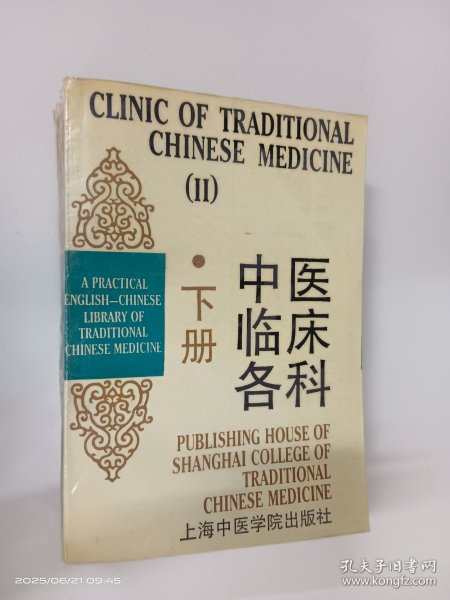 CLINIC OF TRADITIONAL
CHINESE MEDICINE
(II)
A PRACTICAL
ENGLISH—CHINESE
LIBRARY OF
TRADITIONAL
CHINESE MEDICINE
中医
临床
各科
·下册
PUBLISHING HOUSE OF
SHANGHAI COLLEGE OF
TRADITIONAL
CHINESE MEDICINE
上海中医学院出版社
2025/06/21 09:45
孔夫子旧书网
www.kongfz.com